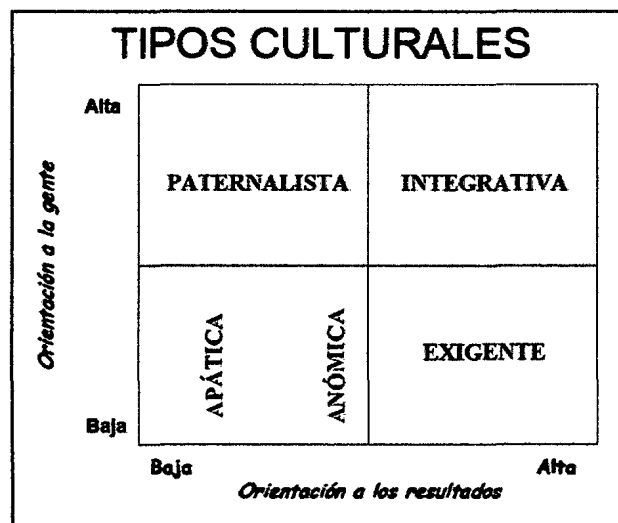 TIPOS CULTURALES
Alta
Orientación a la gente
PATERNALISTA
INTEGRATIVA
APÁTICA
ANÓMICA
EXIGENTE
Baja
Baja
Alta
Orientación a los resultados